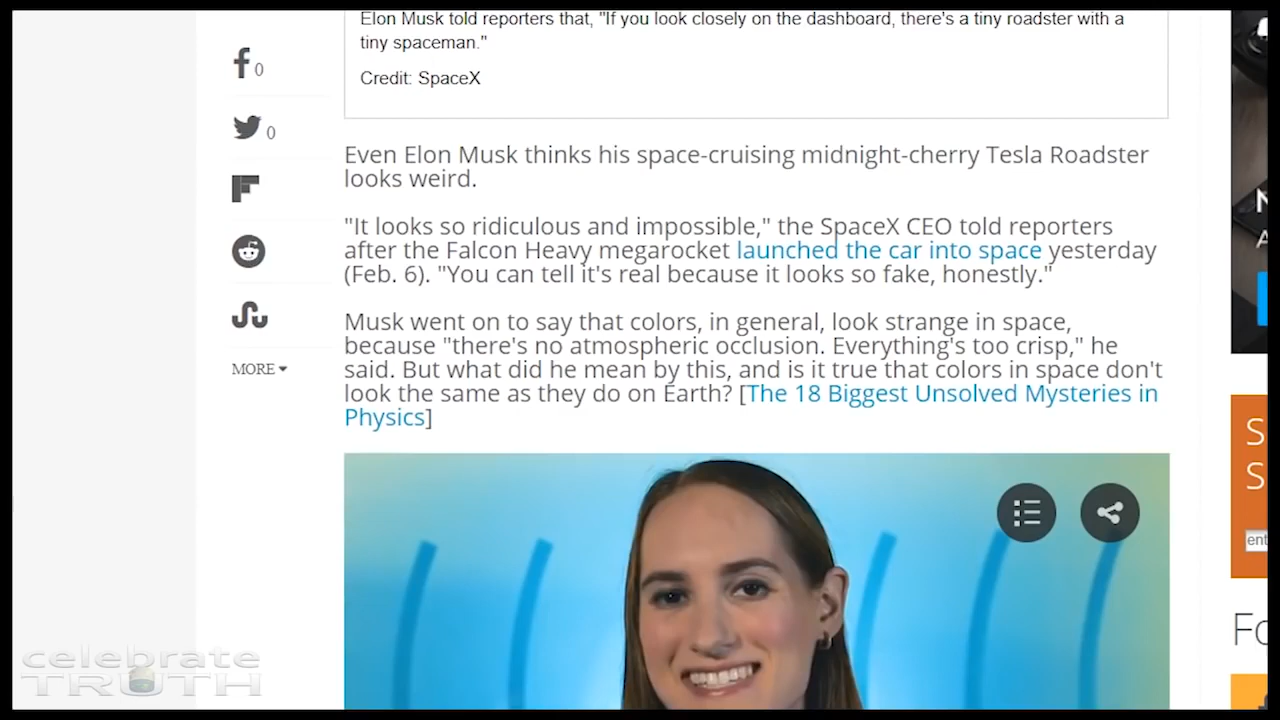 Elon Musk told reporters that, "If you look closely on the dashboard, there's a tiny roadster with a
tiny spaceman."
Credit: SpaceX
0
0
MORE
Even Elon Musk thinks his space-cruising midnight-cherry Tesla Roadster
looks weird.
"It looks so ridiculous and impossible," the SpaceX CEO told reporters
after the Falcon Heavy megarocket launched the car into space yesterday
(Feb. 6). "You can tell it's real because it looks so fake, honestly."
Musk went on to say that colors, in general, look strange in space,
because "there's no atmospheric occlusion. Everything's too crisp," he
said. But what did he mean by this, and is it true that colors in space don't
look the same as they do on Earth? [The 18 Biggest Unsolved Mysteries in
Physics]
S
S
ent
Fo
celebrate
TRUTH